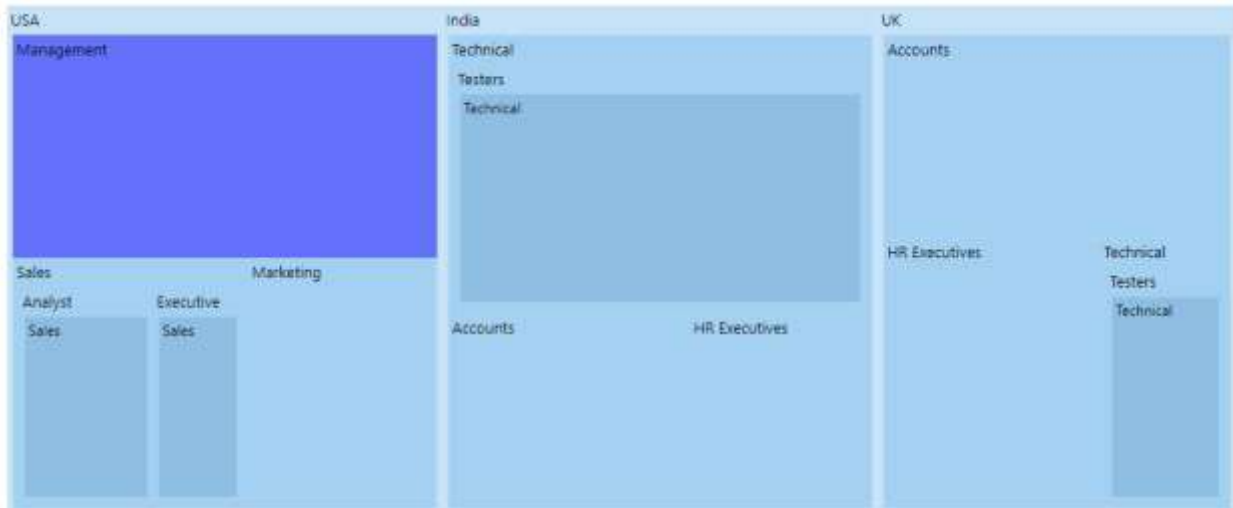 USA
Management
Sales
Marketing
Analyst
Executive
Sales
Sales
India
Technical
Testers
Technical
Accounts
HR Executives
UK
Accounts
HR Executives
Technical
Testers
Technical